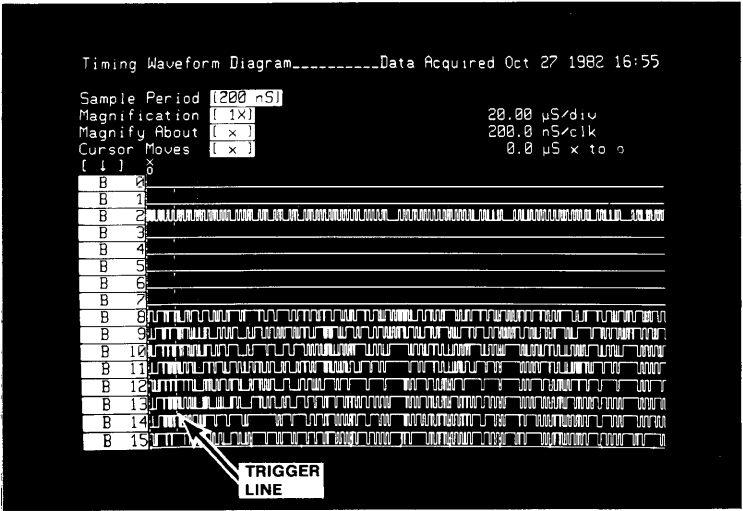 Timing Waveform Diagram__________Data Acquired Oct 27 1982 16:55
Sample Period [200 nS]
Magnification [ 1X] 20.00 µS/div
Magnify About [ x ] 200.0 nS/clk
Cursor Moves [ x ] 0.0 µS x to o
[ ↓ ] x
o
B 0
B 1
B 2
B 3
B 4
B 5
B 6
B 7
B 8
B 9
B 10
B 11
B 12
B 13
B 14
B 15
TRIGGER
LINE